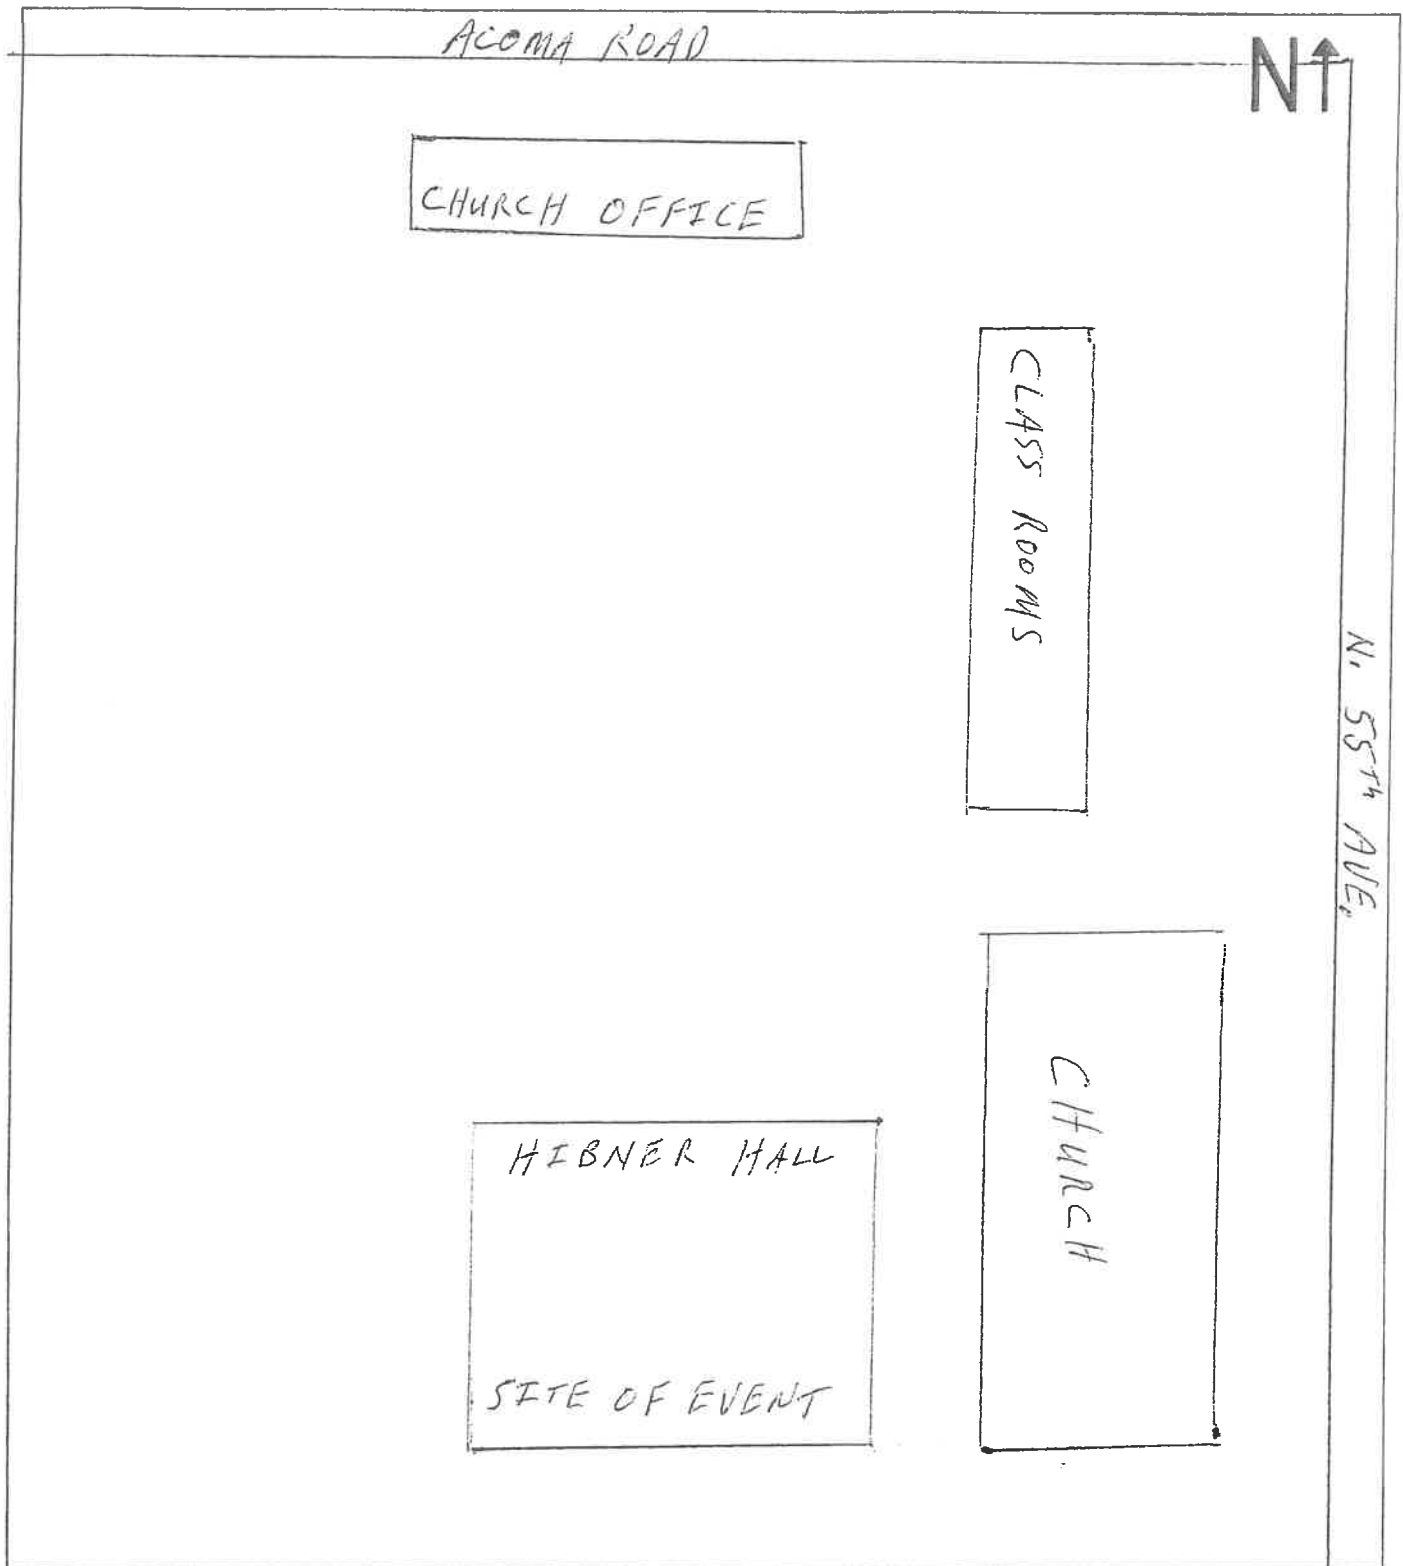 ACOMA ROAD
N↑
CHURCH OFFICE
CLASS ROOMS
N. 55Th AVE.
CHURCH
HIBNER HALL
SITE OF EVENT